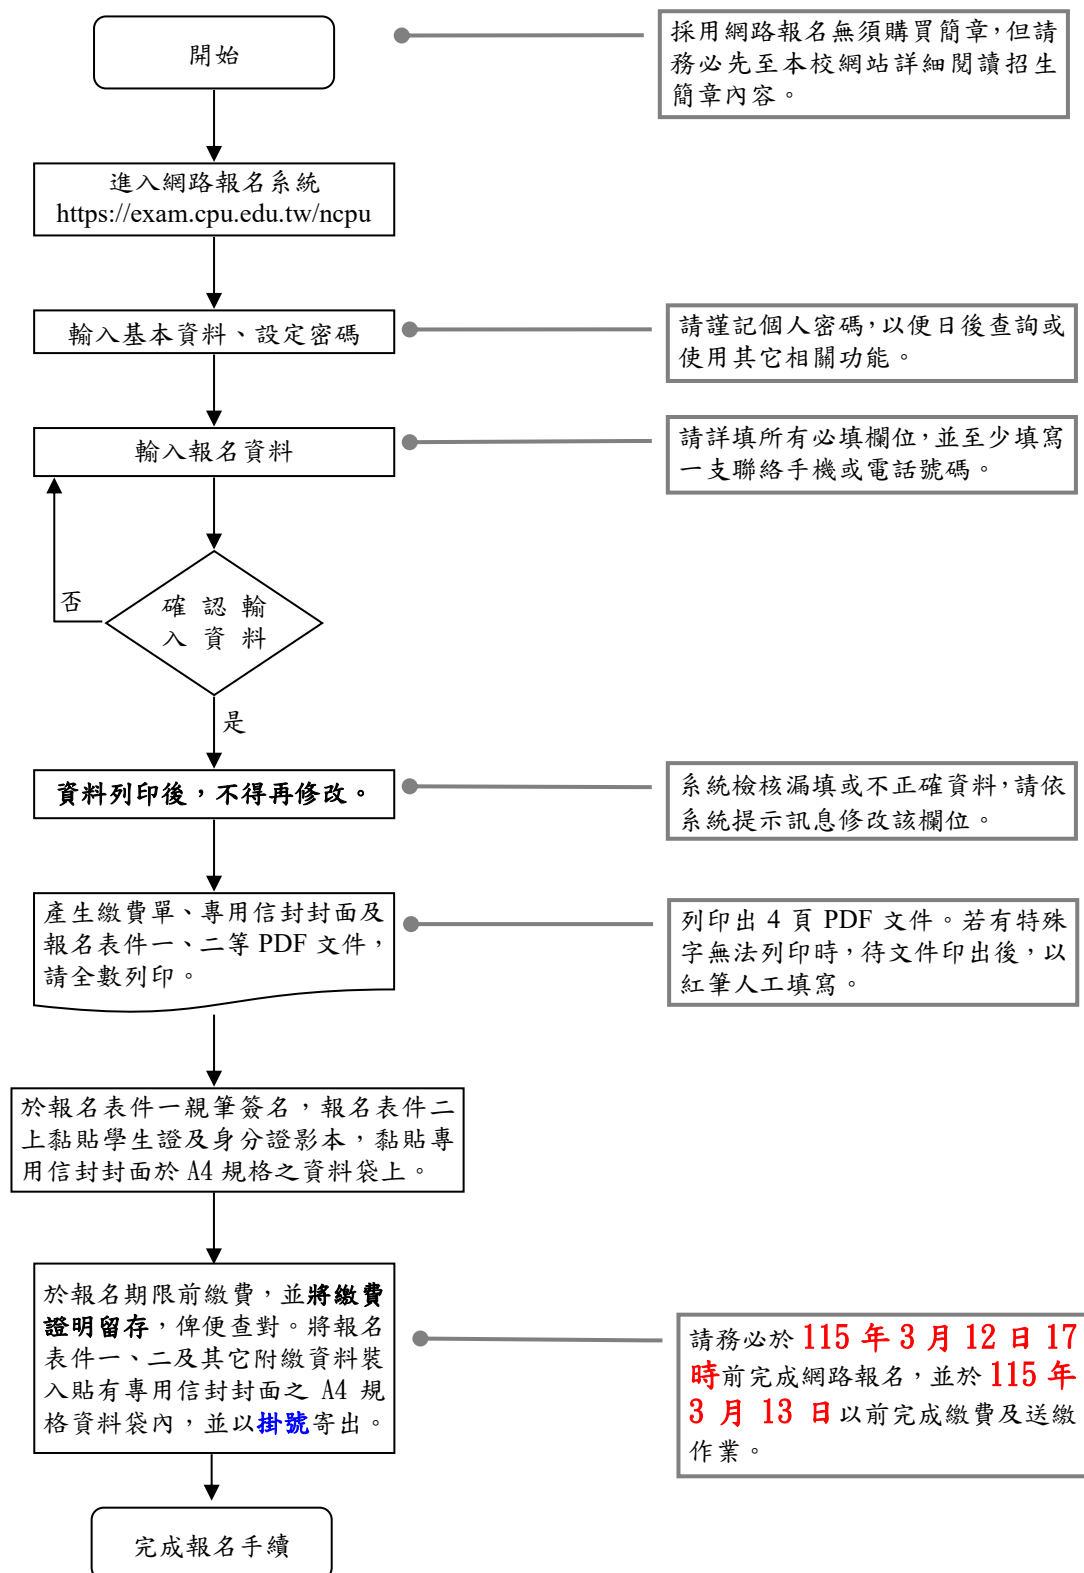 開始
採用網路報名無須購買簡章，但請
務必先至本校網站詳細閱讀招生
簡章內容。
進入網路報名系統
https://exam.cpu.edu.tw/ncpu
輸入基本資料、設定密碼
請謹記個人密碼，以便日後查詢或
使用其它相關功能。
輸入報名資料
請詳填所有必填欄位，並至少填寫
一支聯絡手機或電話號碼。
否
確認輸
入資料
是
資料列印後，不得再修改。
系統檢核漏填或不正確資料，請依
系統提示訊息修改該欄位。
產生繳費單、專用信封封面及
報名表件一、二等 PDF 文件，
請全數列印。
列印出 4 頁 PDF 文件。若有特殊
字無法列印時，待文件印出後，以
紅筆人工填寫。
於報名表件一親筆簽名，報名表件二
上黏貼學生證及身分證影本，黏貼專
用信封封面於 A4 規格之資料袋上。
於報名期限前繳費，並將繳費
證明留存，俾便查對。將報名
表件一、二及其它附繳資料裝
入貼有專用信封封面之 A4 規
格資料袋內，並以掛號寄出。
請務必於 115 年 3 月 12 日 17
時前完成網路報名，並於 115 年
3 月 13 日以前完成繳費及送繳
作業。
完成報名手續